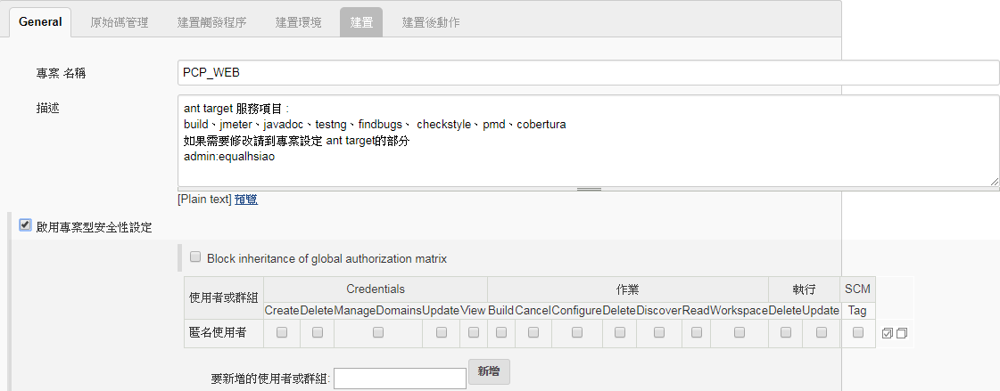 General 原始碼管理 建置觸發程序 建置環境 建置 建置後動作
專案 名稱 PCP_WEB
描述 ant target 服務項目 :
build、jmeter、javadoc、testng、findbugs、 checkstyle、pmd、cobertura
如果需要修改請到專案設定 ant target的部分
admin:equalhsiao
[Plain text] 預覽
啟用專案型安全性設定
Block inheritance of global authorization matrix
使用者或群組 Credentials 作業 執行 SCM
Create Delete ManageDomains Update View Build Cancel Configure Delete Discover Read Workspace Delete Update Tag
匿名使用者
要新增的使用者或群組: 新增